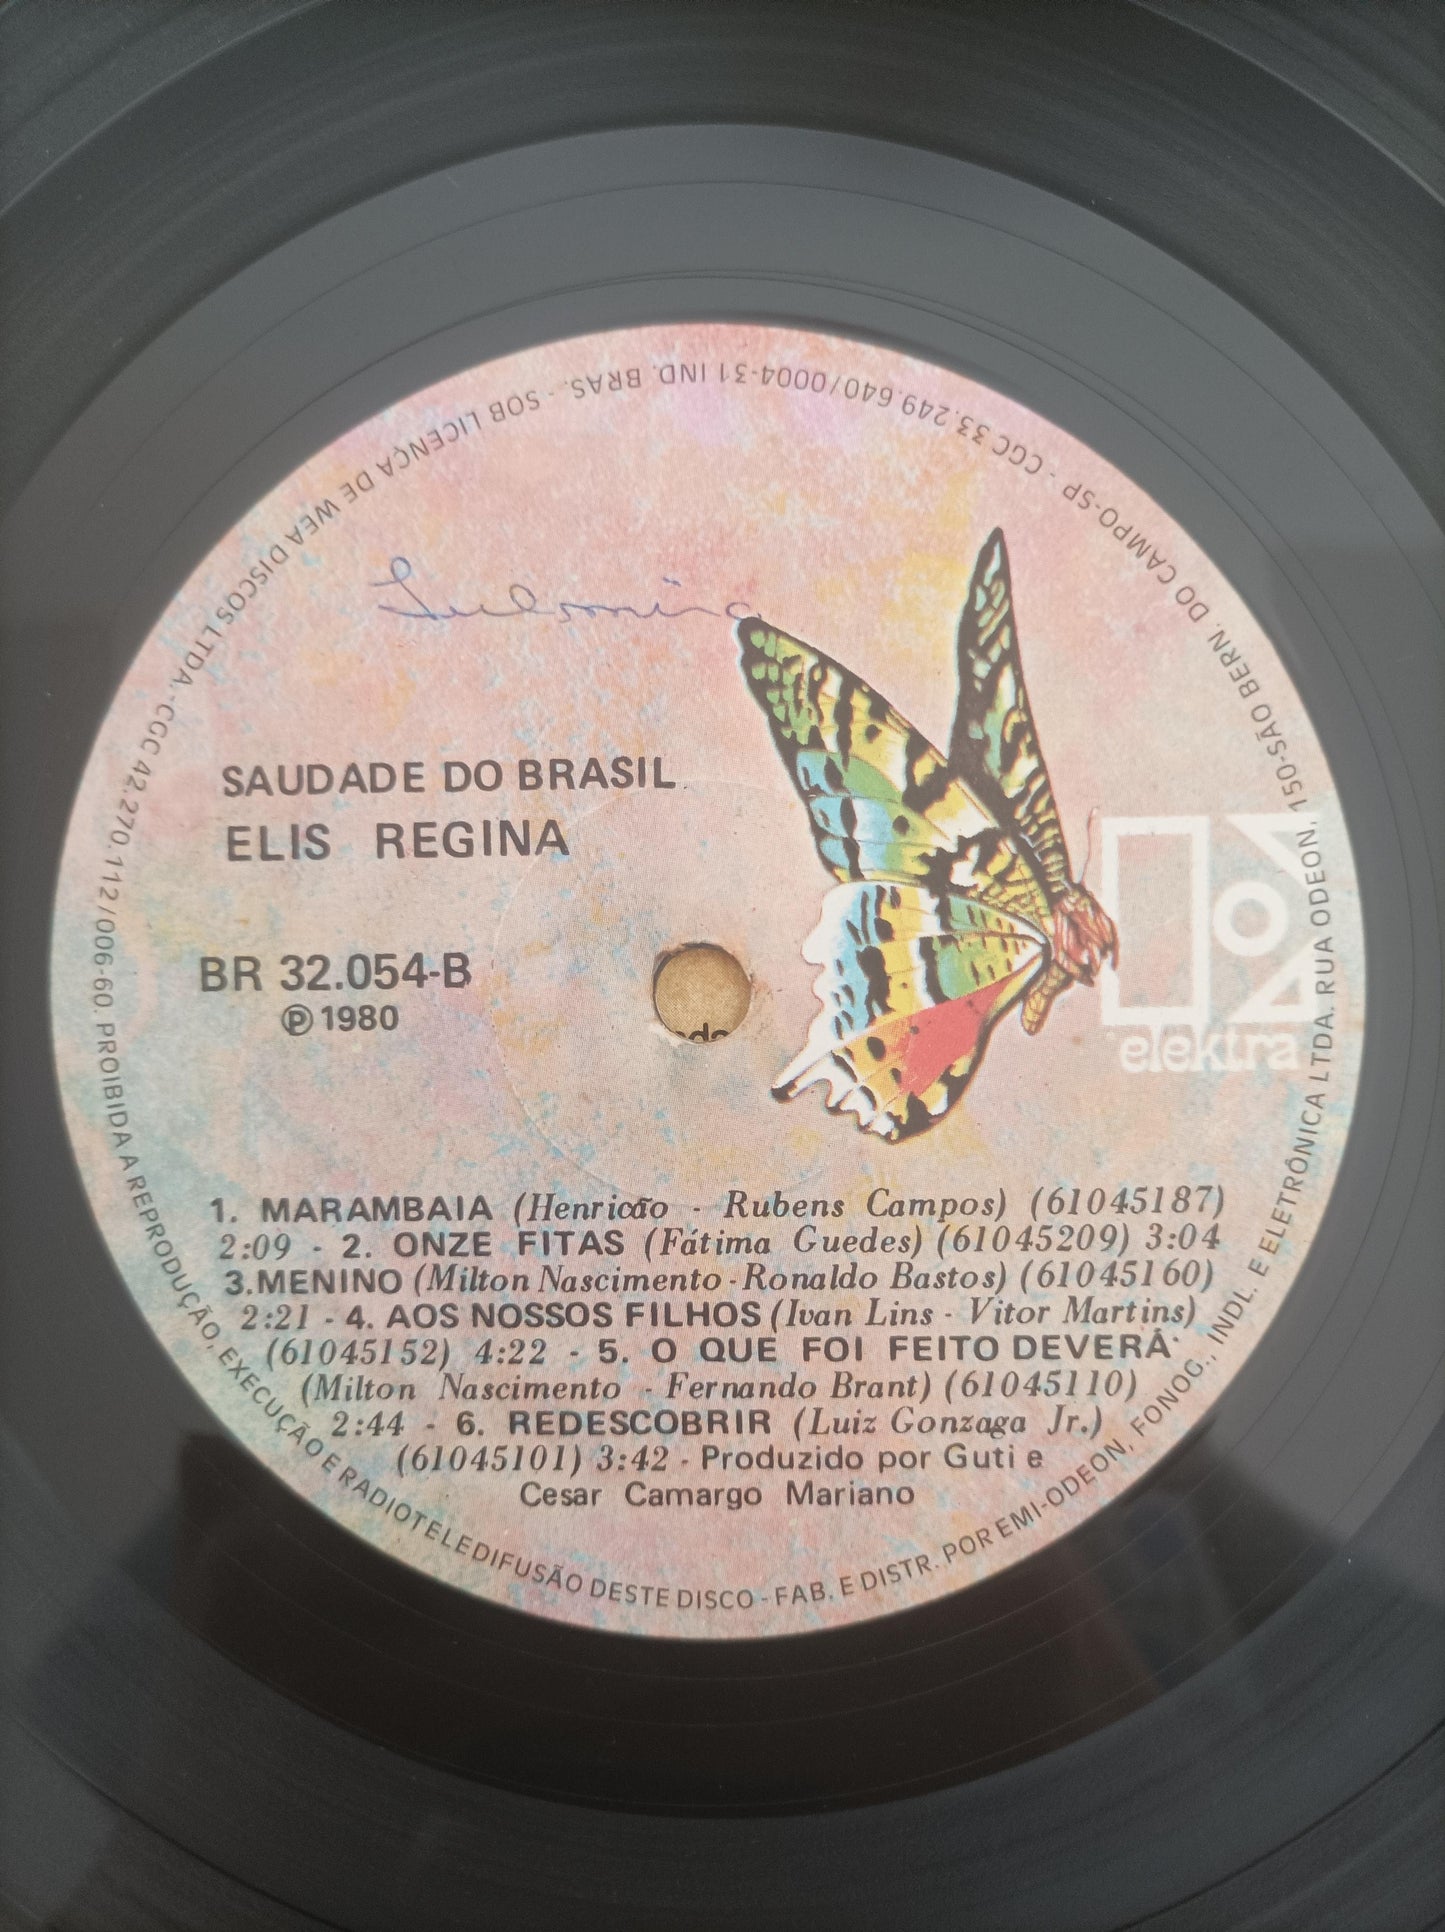 SAUDADE DO BRASIL
ELIS REGINA
BR 32.054-B
℗ 1980
elektra
1. MARAMBAIA (Henricão - Rubens Campos) (61045187)
2:09 - 2. ONZE FITAS (Fátima Guedes) (61045209) 3:04
3.MENINO (Milton Nascimento - Ronaldo Bastos) (61045160)
2:21 - 4. AOS NOSSOS FILHOS (Ivan Lins - Vitor Martins)
(61045152) 4:22 - 5. O QUE FOI FEITO DEVERÁ
(Milton Nascimento - Fernando Brant) (61045110)
2:44 - 6. REDESCOBRIR (Luiz Gonzaga Jr.)
(61045101) 3:42 - Produzido por Guti e
Cesar Camargo Mariano
PROIBIDA A REPRODUÇÃO, EXECUÇÃO E RADIOTELEDIFUSÃO DESTE DISCO - FAB. E DISTR. POR EMI-ODEON, FONOG., INDL. E ELETRÔNICA LTDA. RUA ODEON, 150-SÃO BERN. DO CAMPO-SP - CGC 33.249.640/0004-31 IND. BRAS. - SOB LICENÇA DE WEA DISCOS LTDA.-CGC 42.270.112/006-60.